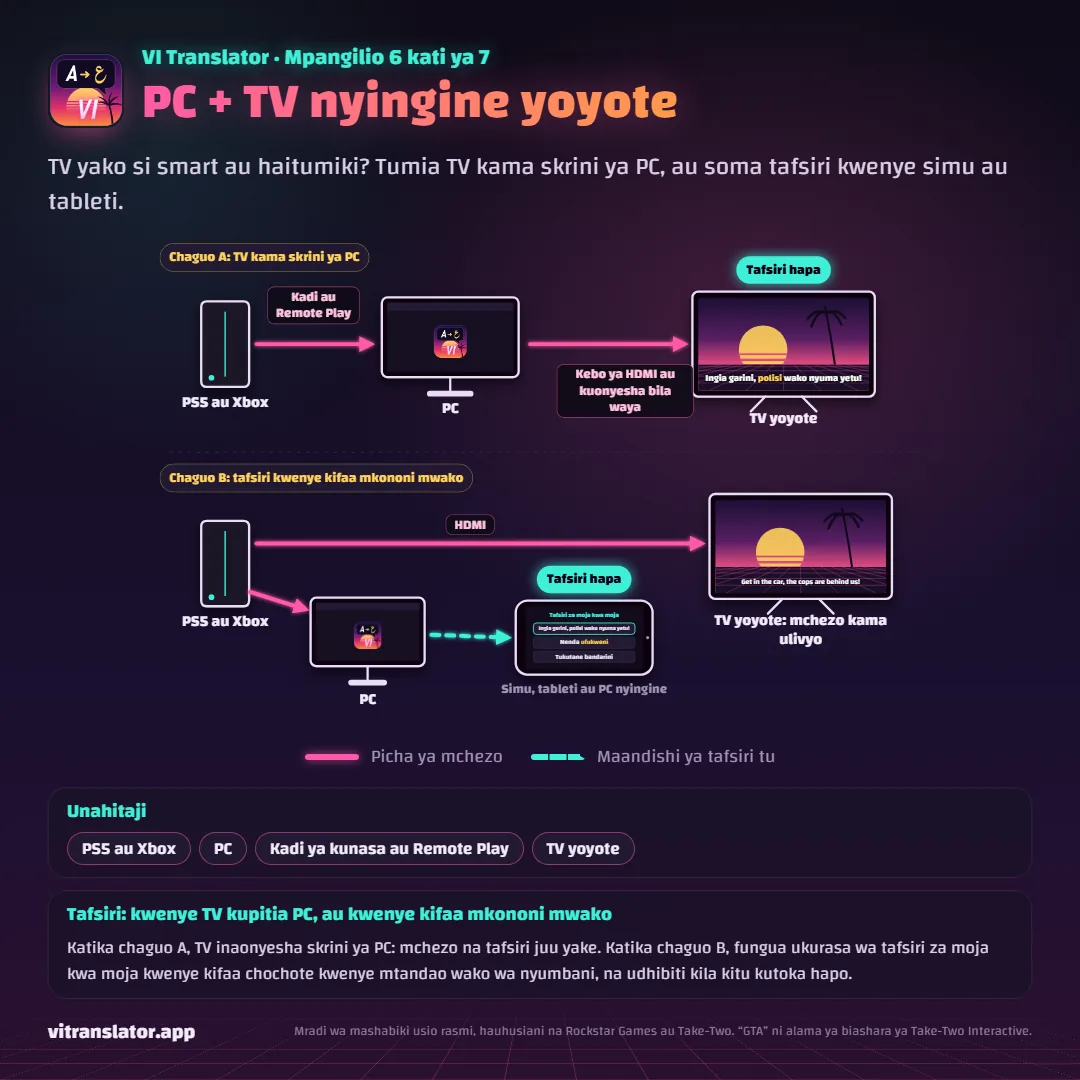 A→ع
VI
VI Translator · Mpangilio 6 kati ya 7
PC + TV nyingine yoyote
TV yako si smart au haitumiki? Tumia TV kama skrini ya PC, au soma tafsiri kwenye simu au
tableti.
Chaguo A: TV kama skrini ya PC
Kadi au
Remote Play
PS5 au Xbox
A→ع
VI
PC
Kebo ya HDMI au
kuonyesha bila
waya
Tafsiri hapa
Ingia garini, polisi wako nyuma yetu!
TV yoyote
Chaguo B: tafsiri kwenye kifaa mkononi mwako
HDMI
PS5 au Xbox
A→ع
VI
PC
Tafsiri hapa
Tafsiri za moja kwa moja
Ingia garini, polisi wako nyuma yetu!
Nenda ufukweni
Tukutane bandarini
Simu, tableti au PC nyingine
Get in the car, the cops are behind us!
TV yoyote: mchezo kama
ulivyo
Picha ya mchezo
Maandishi ya tafsiri tu
Unahitaji
PS5 au Xbox
PC
Kadi ya kunasa au Remote Play
TV yoyote
Tafsiri: kwenye TV kupitia PC, au kwenye kifaa mkononi mwako
Katika chaguo A, TV inaonyesha skrini ya PC: mchezo na tafsiri juu yake. Katika chaguo B, fungua ukurasa wa tafsiri za moja
kwa moja kwenye kifaa chochote kwenye mtandao wako wa nyumbani, na udhibiti kila kitu kutoka hapo.
vitranslator.app
Mradi wa mashabiki usio rasmi, hauhusiani na Rockstar Games au Take-Two. “GTA” ni alama ya biashara ya Take-Two Interactive.